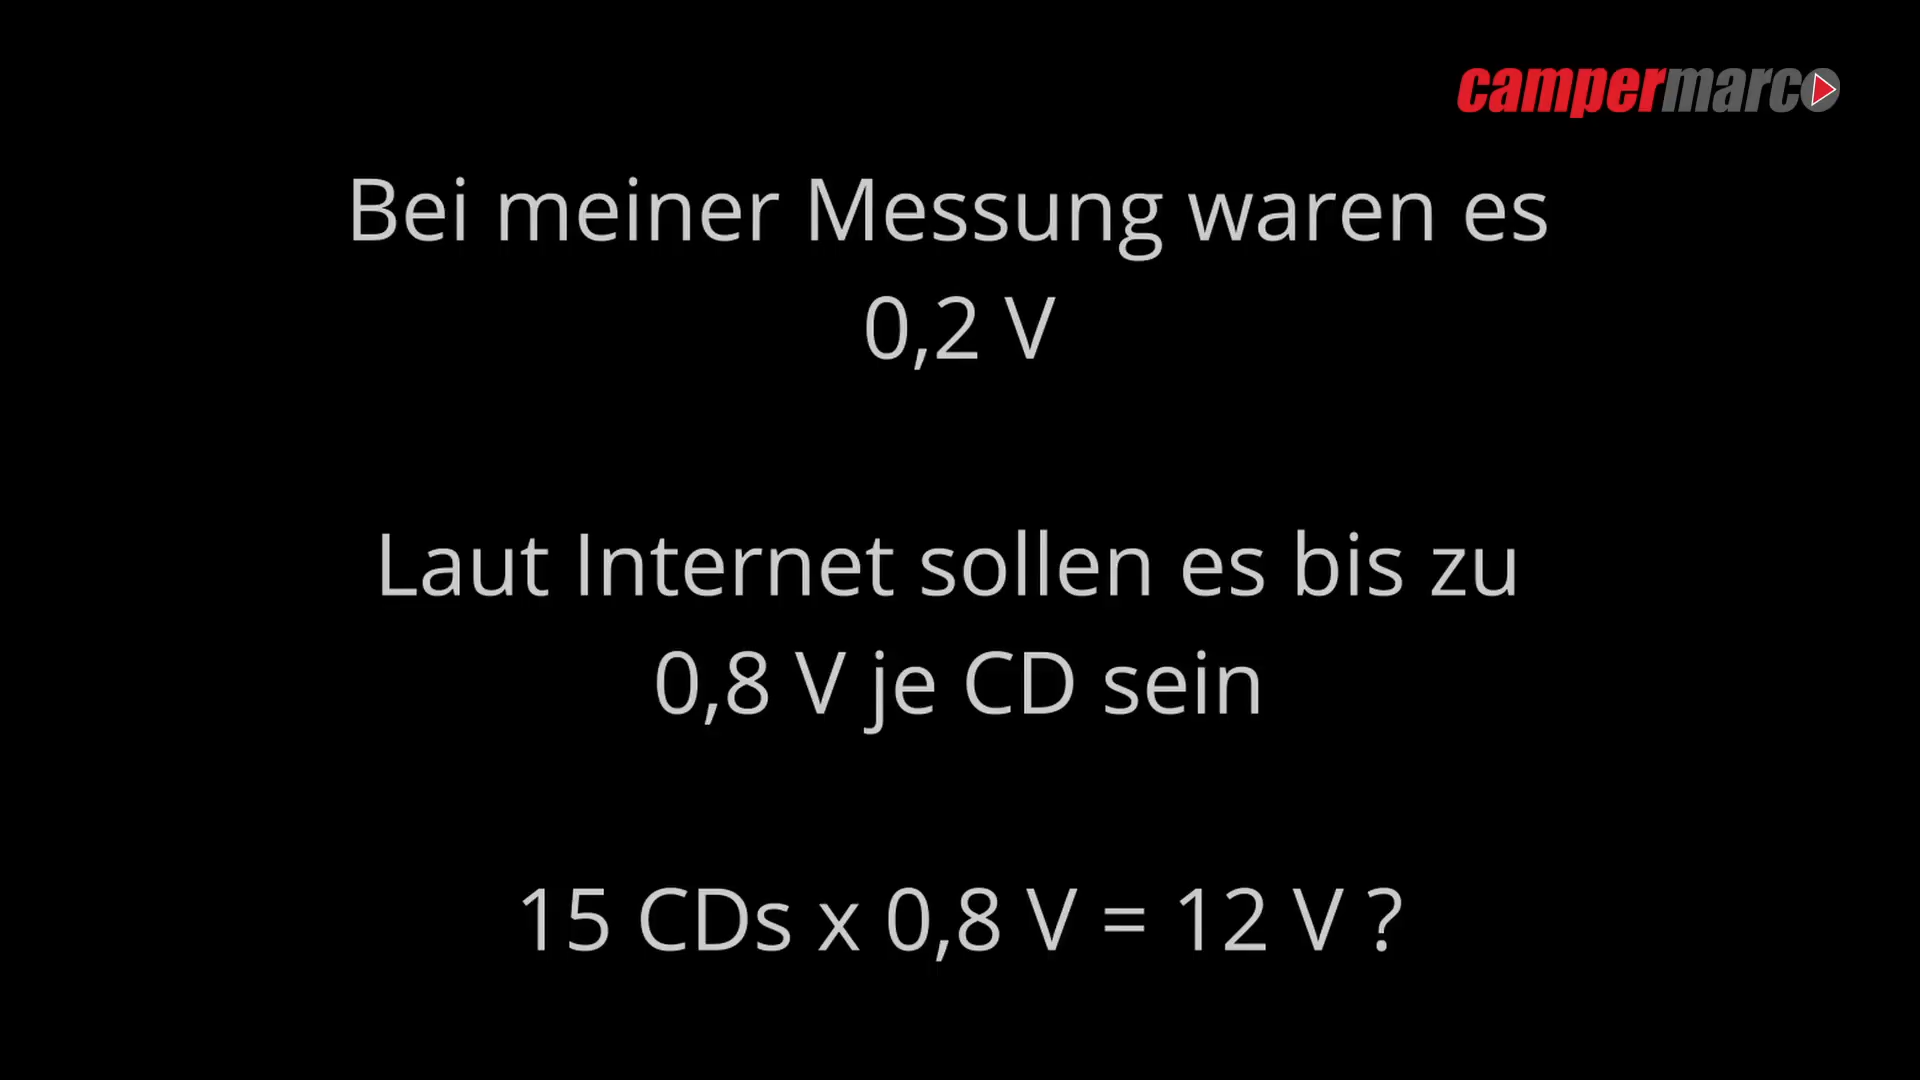 campermarco
Bei meiner Messung waren es
0,2 V
Laut Internet sollen es bis zu
0,8 V je CD sein
15 CDs x 0,8 V = 12 V ?